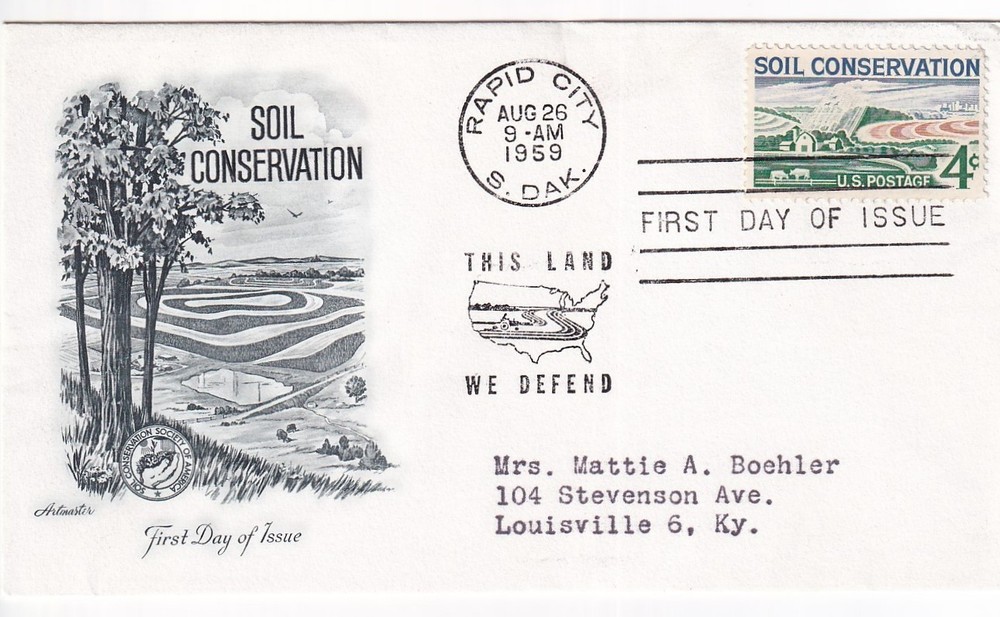 SOIL
CONSERVATION
SOIL CONSERVATION SOCIETY OF AMERICA
Artmaster
First Day of Issue
RAPID CITY
AUG 26
9-AM
1959
S. DAK.
THIS LAND
WE DEFEND
SOIL CONSERVATION
U.S. POSTAGE 4¢
FIRST DAY OF ISSUE
Mrs. Mattie A. Boehler
104 Stevenson Ave.
Louisville 6, Ky.